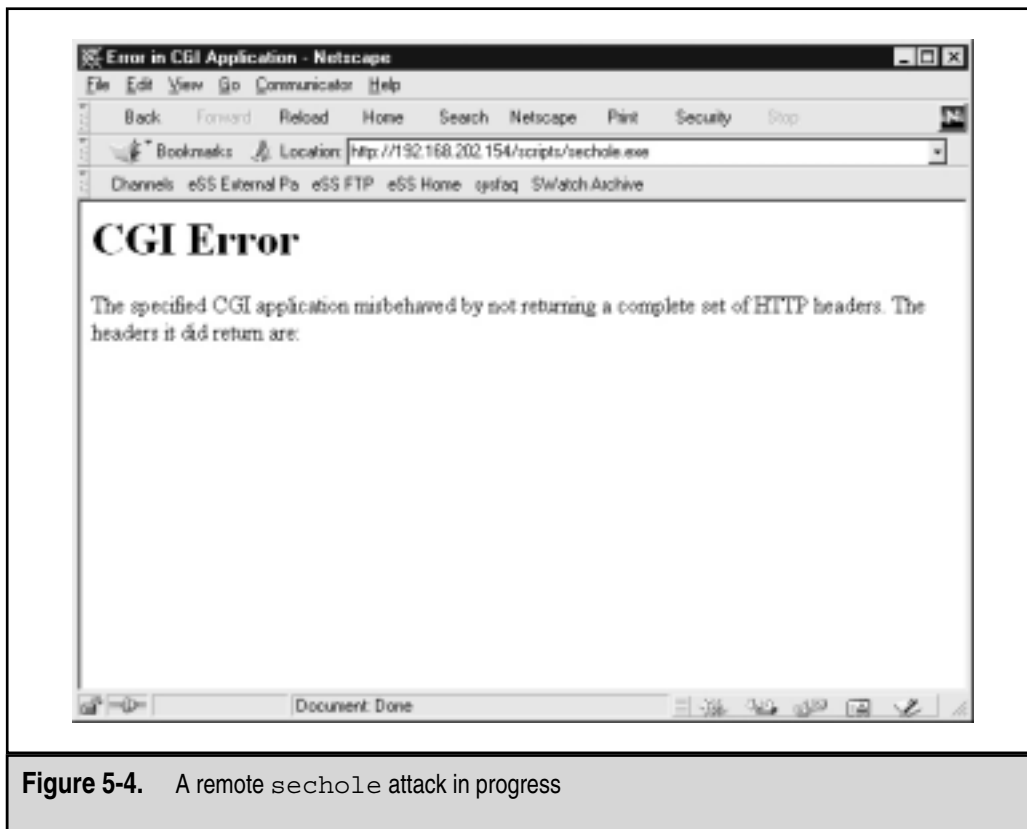 Error in CGI Application - Netscape
File Edit View Go Communicator Help
Back Forward Reload Home Search Netscape Print Security Stop
Bookmarks Location: http://192.168.202.154/scripts/sechole.exe
Channels eSS External Pa eSS FTP eSS Home sysfaq SWatch Archive
CGI Error
The specified CGI application misbehaved by not returning a complete set of HTTP headers. The
headers it did return are:
Document: Done
Figure 5-4. A remote sechole attack in progress